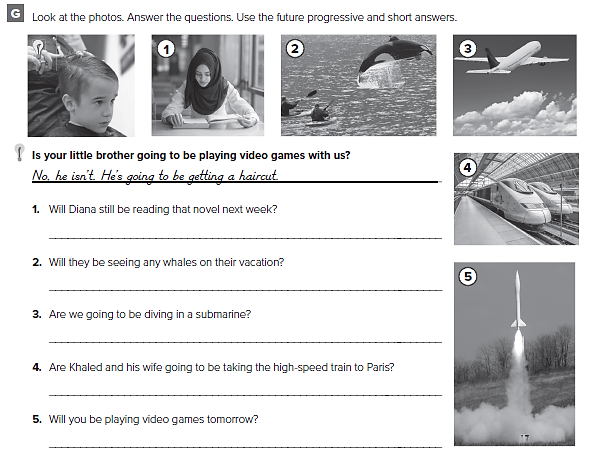 G Look at the photos. Answer the questions. Use the future progressive and short answers.
1 2 3
Is your little brother going to be playing video games with us?
No, he isn't. He's going to be getting a haircut.
4
1. Will Diana still be reading that novel next week?
2. Will they be seeing any whales on their vacation?
5
3. Are we going to be diving in a submarine?
4. Are Khaled and his wife going to be taking the high-speed train to Paris?
5. Will you be playing video games tomorrow?